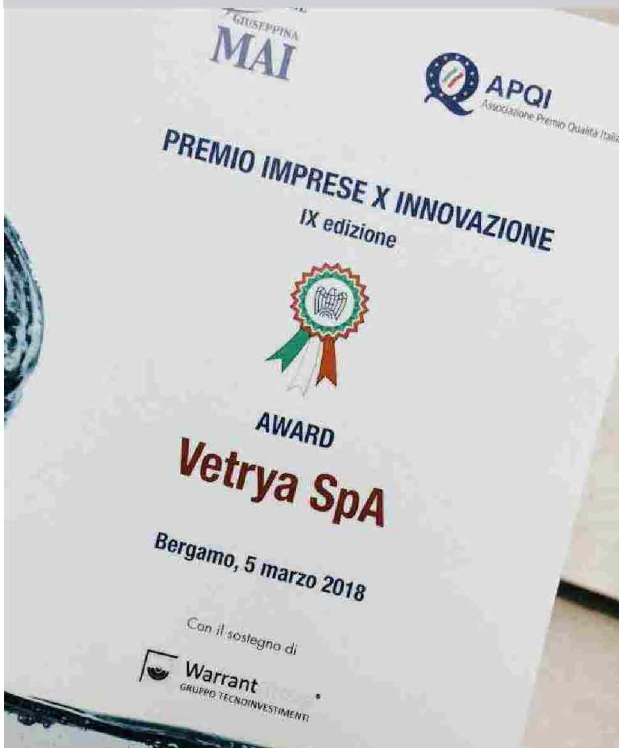 GIUSEPPINA
MAI
APQI
Associazione Premio Qualità
PREMIO IMPRESE X INNOVAZIONE
IX edizione
AWARD
Vetrya SpA
Bergamo, 5 marzo 2018
Con il sostegno di
Warrant
GRUPPO TECNOINVESTIMENTI